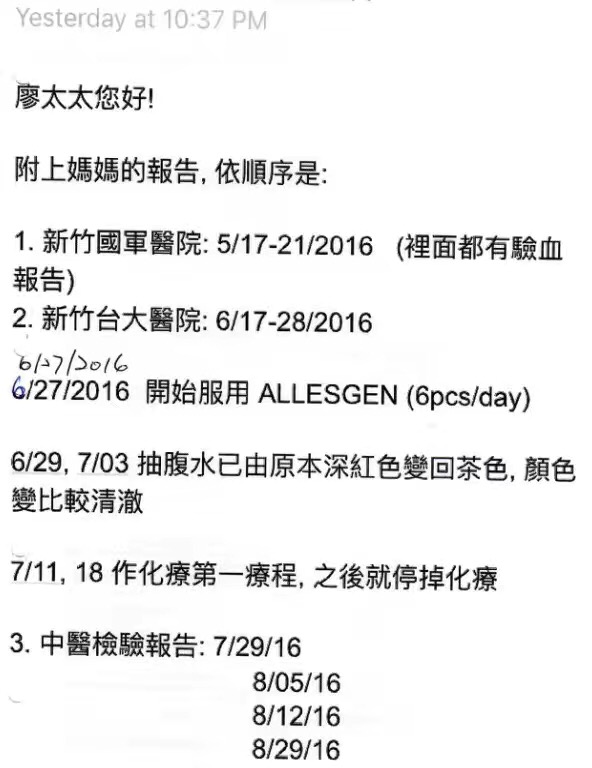 Yesterday at 10:37 PM
廖太太您好!
附上媽媽的報告, 依順序是:
1. 新竹國軍醫院: 5/17-21/2016 (裡面都有驗血
報告)
2. 新竹台大醫院: 6/17-28/2016
6/27/2016
6/27/2016 開始服用 ALLESGEN (6pcs/day)
6/29, 7/03 抽腹水已由原本深紅色變回茶色, 顏色
變比較清澈
7/11, 18 作化療第一療程, 之後就停掉化療
3. 中醫檢驗報告: 7/29/16
8/05/16
8/12/16
8/29/16